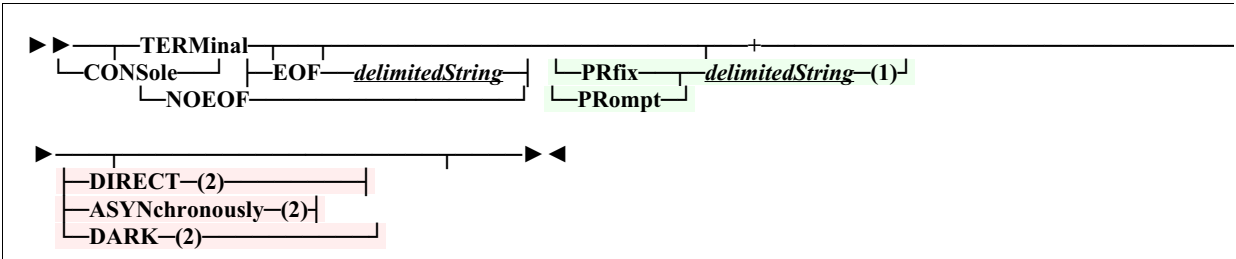 ►►──┬─TERMinal─┬─┬──┬──────────────────────┬───+──────────
└─CONSole──┘ ├─EOF──delimitedString─┤ └─PRfix──┬─delimitedString─(1)┘
└─NOEOF────────────────┘ └─PRompt─┘
►────┬──────────────────┬─────►◄
├─DIRECT─(2)─────────┤
├─ASYNchronously─(2)┤
└─DARK─(2)───────────┘